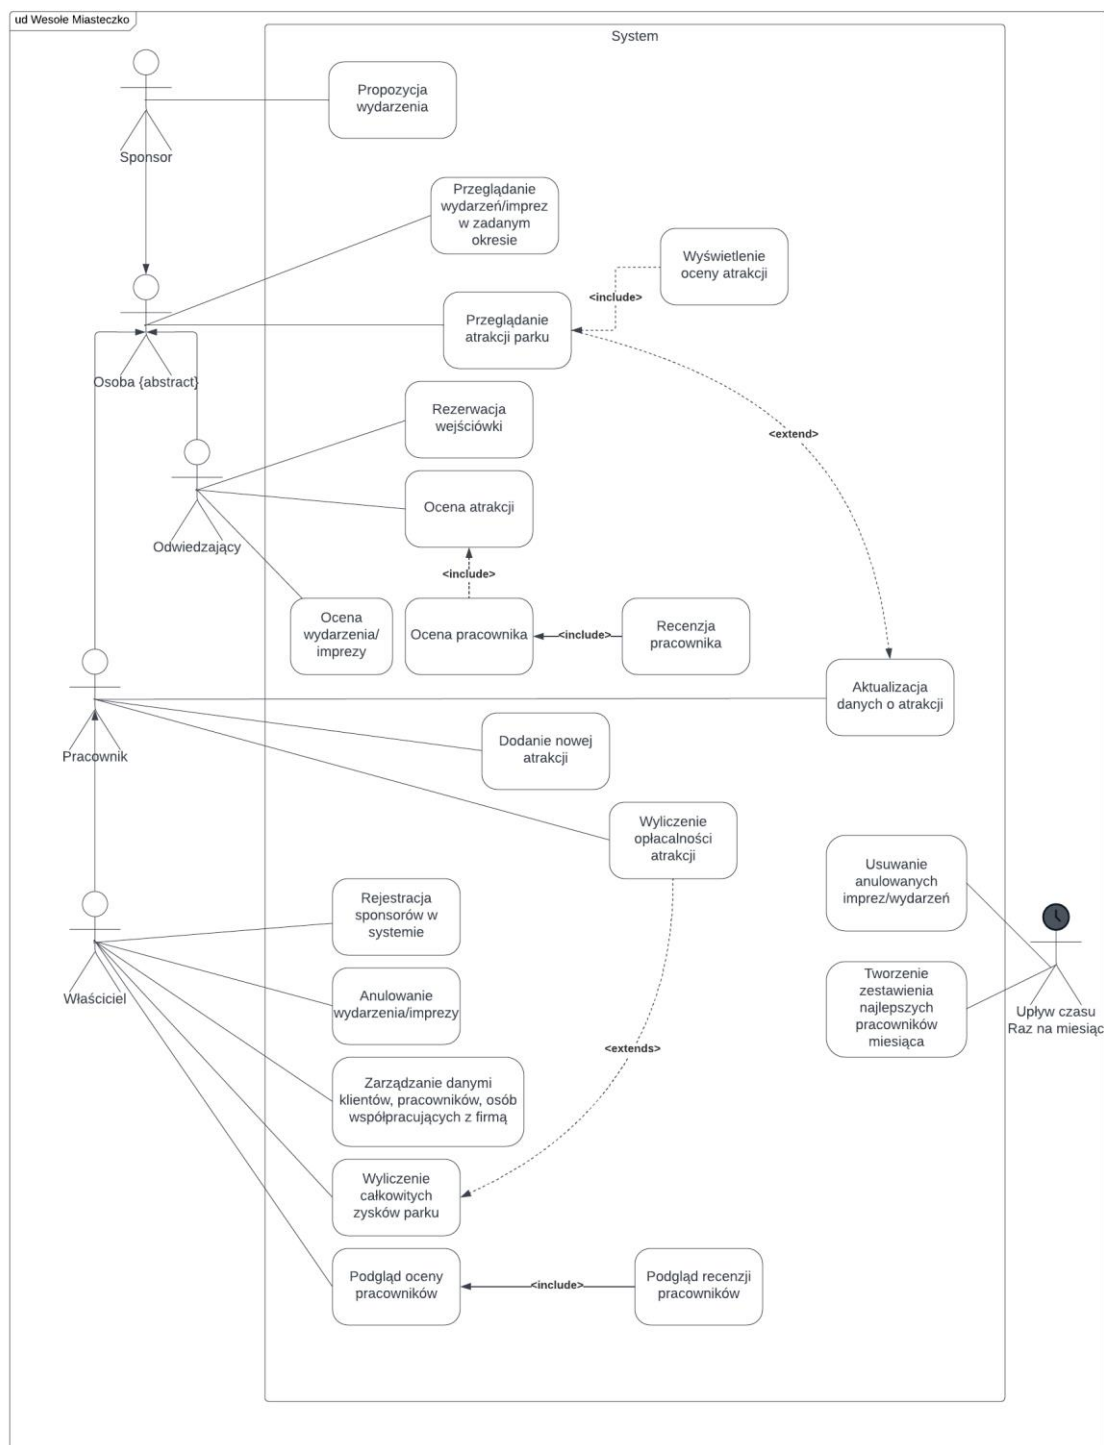 ud Wesołe Miasteczko
System
Propozycja
wydarzenia
Sponsor
Przeglądanie
wydarzeń/imprez
w zadanym
okresie
Wyświetlenie
oceny atrakcji
<include>
Przeglądanie
atrakcji parku
Osoba {abstract}
Rezerwacja
wejściówki
<extend>
Ocena atrakcji
Odwiedzający
<include>
Ocena
wydarzenia/
imprezy
Ocena pracownika
<include>
Recenzja
pracownika
Aktualizacja
danych o atrakcji
Pracownik
Dodanie nowej
atrakcji
Wyliczenie
opłacalności
atrakcji
Usuwanie
anulowanych
imprez/wydarzeń
Rejestracja
sponsorów w
systemie
Właściciel
Anulowanie
wydarzenia/imprezy
Tworzenie
zestawienia
najlepszych
pracowników
miesiąca
Upływ czasu
Raz na miesiąc
<extends>
Zarządzanie danymi
klientów, pracowników, osób
współpracujących z firmą
Wyliczenie
całkowitych
zysków parku
Podgląd oceny
pracowników
<include>
Podgląd recenzji
pracowników